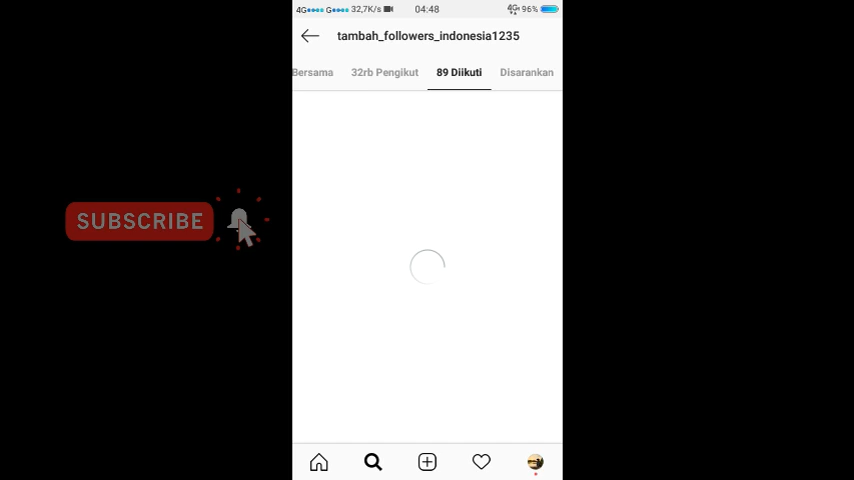 4G G 32,7K/s 04:48 4G 96%
tambah_followers_indonesia1235
Bersama 32rb Pengikut 89 Diikuti Disarankan
SUBSCRIBE